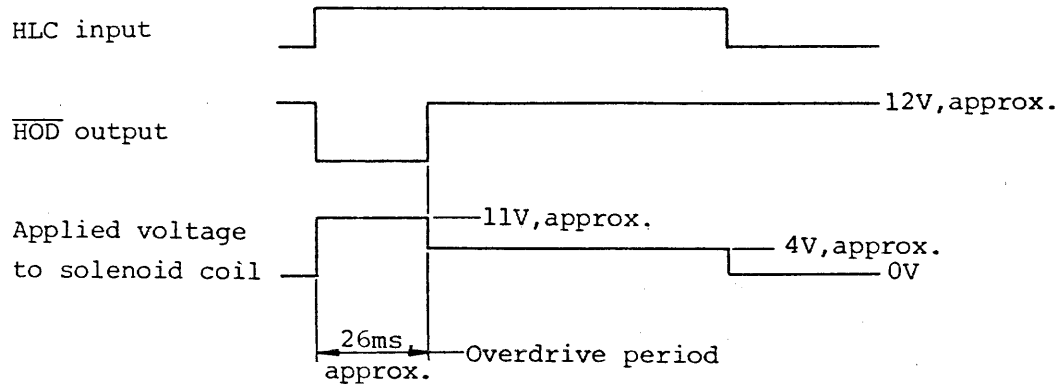 HLC input
H̅O̅D̅ output
12V,approx.
Applied voltage
to solenoid coil
11V,approx.
4V,approx.
0V
26ms
approx.
Overdrive period